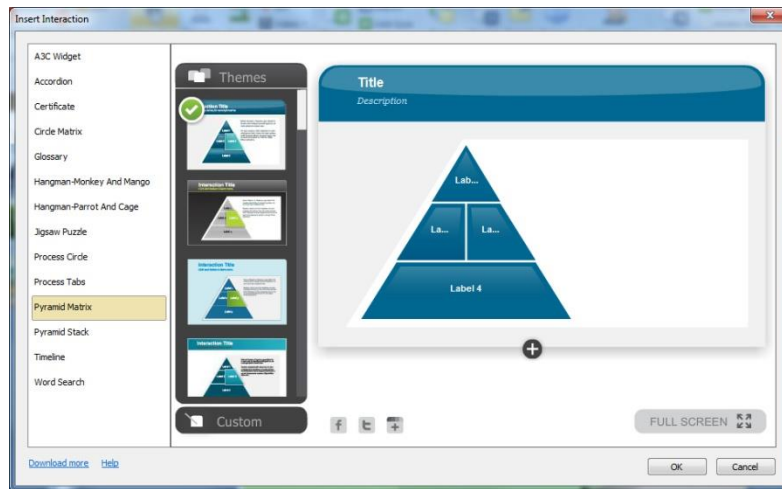 Insert Interaction
A3C Widget
Accordion
Certificate
Circle Matrix
Glossary
Hangman-Monkey And Mango
Hangman-Parrot And Cage
Jigsaw Puzzle
Process Circle
Process Tabs
Pyramid Matrix
Pyramid Stack
Timeline
Word Search
Themes
Interaction Title
Interaction Title
Interaction Title
Custom
Title
Description
Lab...
La...
La...
Label 4
FULL SCREEN
Download more
Help
OK
Cancel